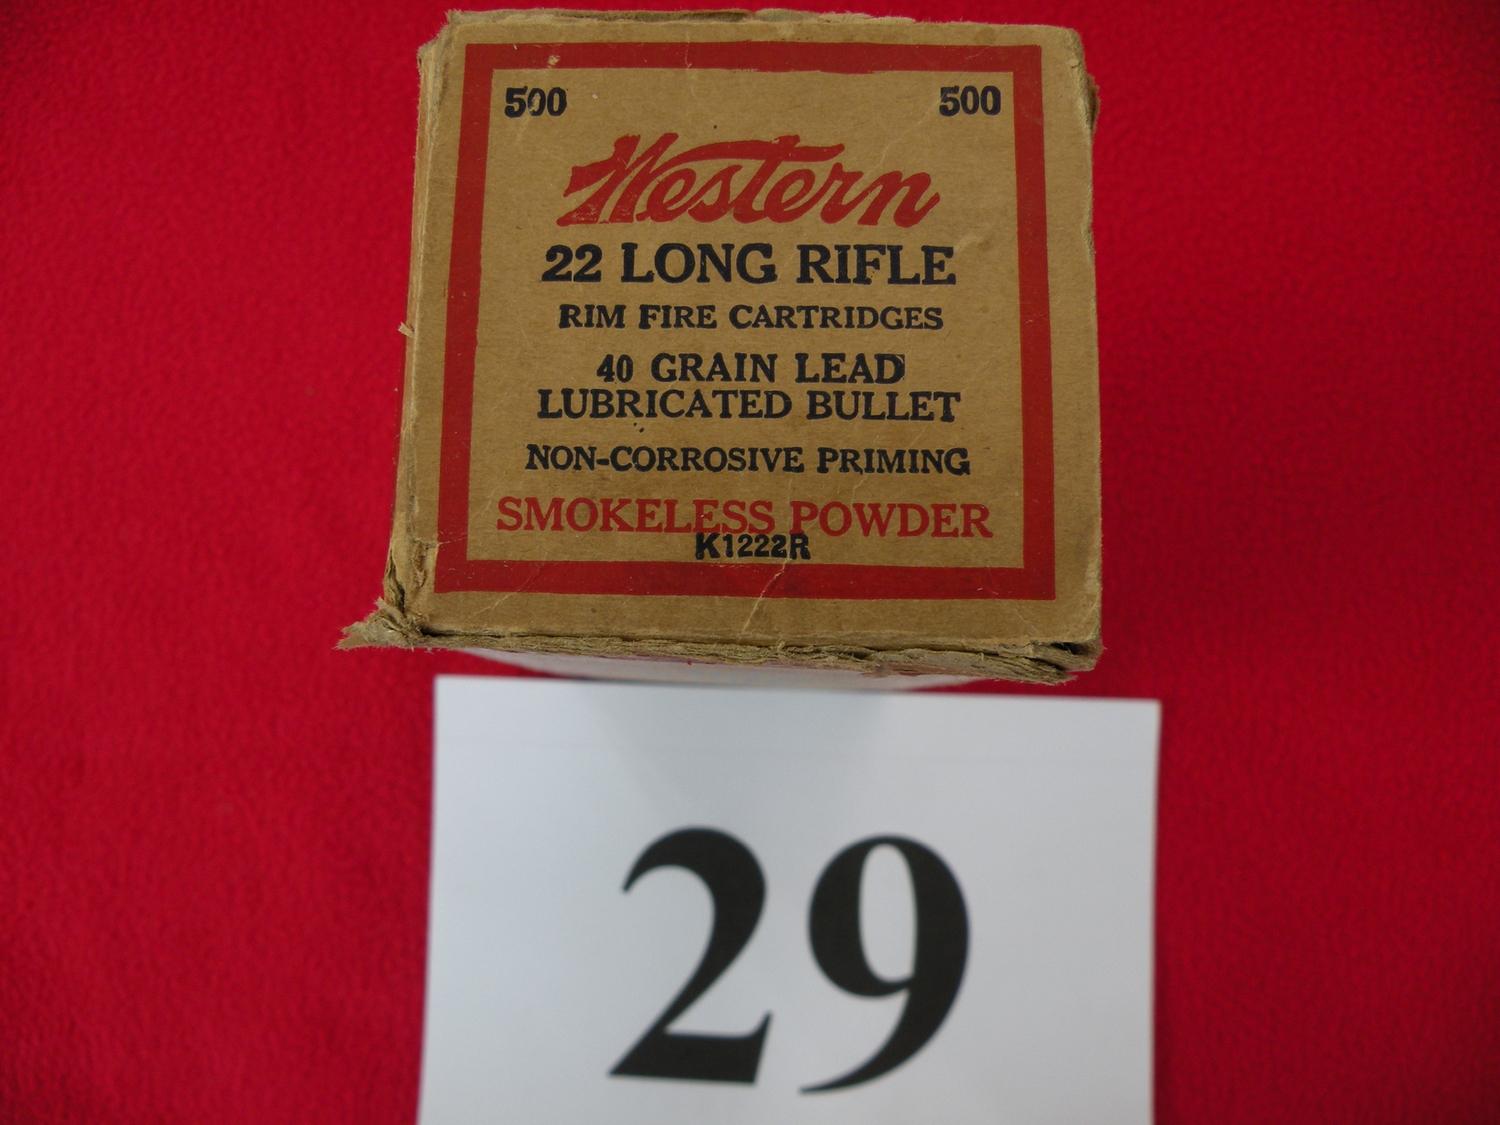 500 500
Western
22 LONG RIFLE
RIM FIRE CARTRIDGES
40 GRAIN LEAD
LUBRICATED BULLET
NON-CORROSIVE PRIMING
SMOKELESS POWDER
K1222R
29